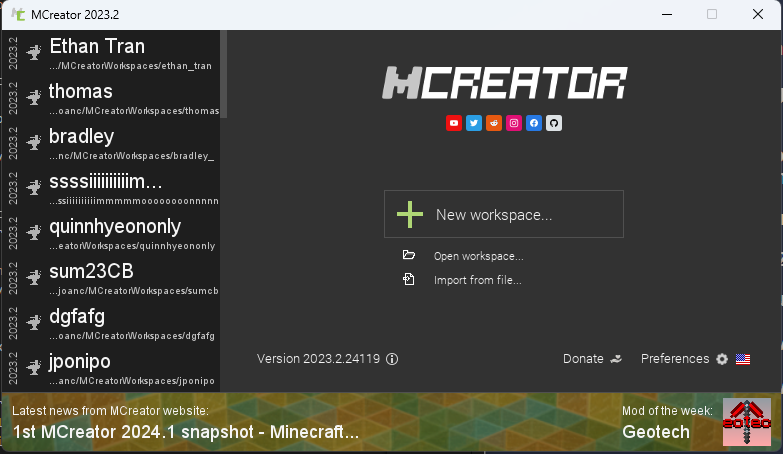 MCreator 2023.2
2023.2
Ethan Tran
.../MCreatorWorkspaces/ethan_tran
2023.2
thomas
...oanc/MCreatorWorkspaces/thomas
2023.2
bradley
...nc/MCreatorWorkspaces/bradley_
2023.2
ssssiiiiiiiiiim...
2023.2
quinnhyeononly
...eatorWorkspaces/quinnhyeononly
2023.2
sum23CB
...joanc/MCreatorWorkspaces/sumcb
2023.2
dgfafg
...oanc/MCreatorWorkspaces/dgfafg
2023.2
jponipo
...anc/MCreatorWorkspaces/jponipo
MCREATOR
New workspace...
Open workspace...
Import from file...
Version 2023.2.24119
Donate
Preferences
Latest news from MCreator website:
1st MCreator 2024.1 snapshot - Minecraft...
Mod of the week:
Geotech